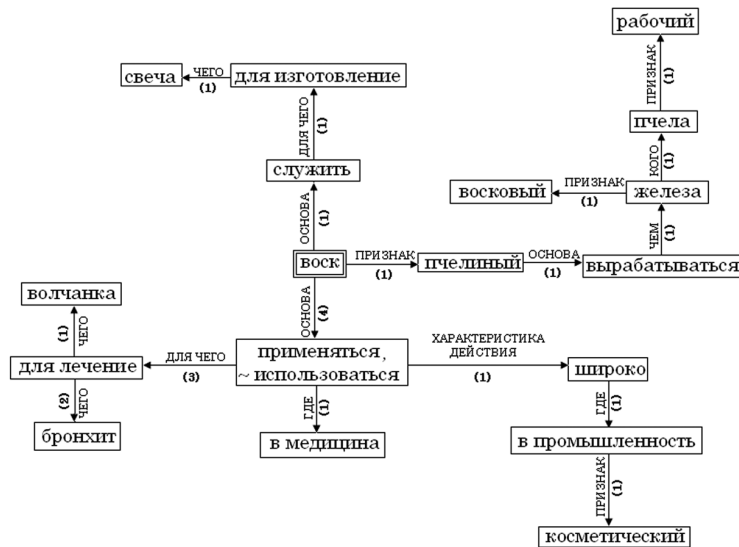 рабочий
ПРИЗНАК
(1)
свеча
ЧЕГО
(1)
для изготовление
ДЛЯ ЧЕГО
(1)
пчела
КОГО
(1)
служить
восковый
ПРИЗНАК
(1)
железа
ОСНОВА
(1)
ЧЕМ
(1)
воск
ПРИЗНАК
(1)
пчелиный
ОСНОВА
(1)
вырабатываться
волчанка
ОСНОВА
(4)
(1)
ЧЕГО
для лечение
ДЛЯ ЧЕГО
(3)
применяться,
~ использоваться
ХАРАКТЕРИСТИКА
ДЕЙСТВИЯ
(1)
широко
(2)
ЧЕГО
ГДЕ
(1)
ГДЕ
(1)
бронхит
в медицина
в промышленность
ПРИЗНАК
(1)
косметический